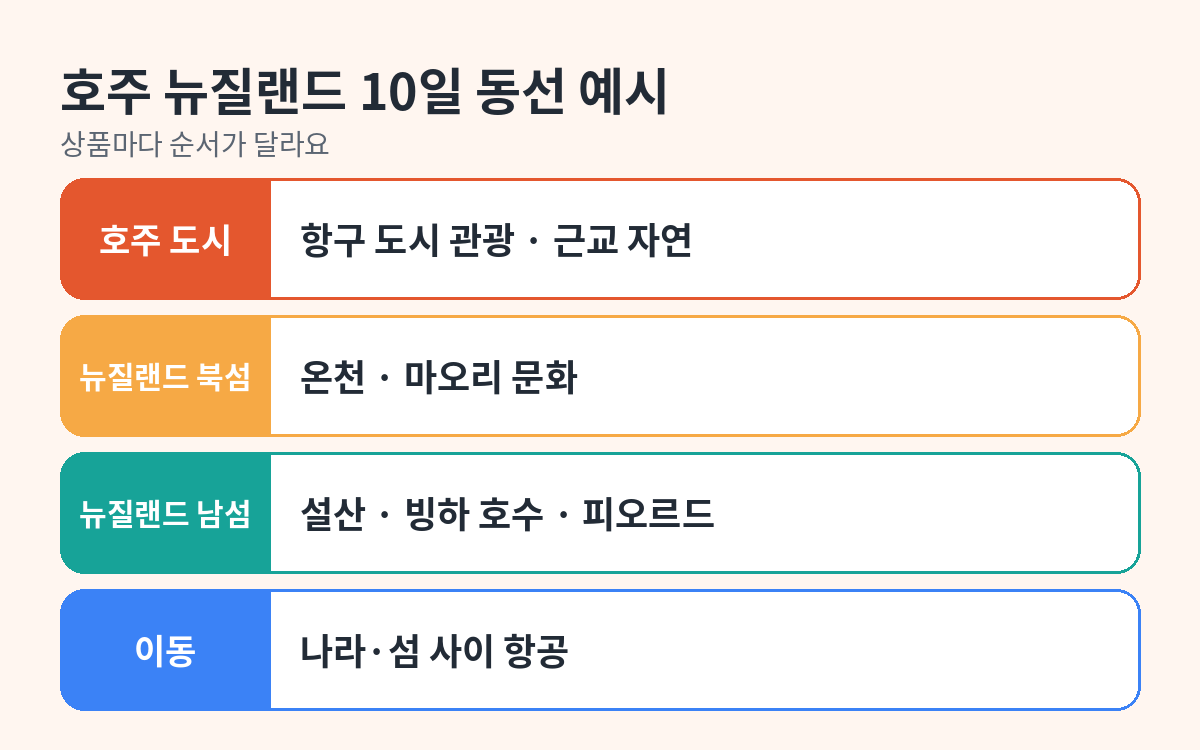 호주 뉴질랜드 10일 동선 예시
상품마다 순서가 달라요
호주 도시
항구 도시 관광 · 근교 자연
뉴질랜드 북섬
온천 · 마오리 문화
뉴질랜드 남섬
설산 · 빙하 호수 · 피오르드
이동
나라·섬 사이 항공